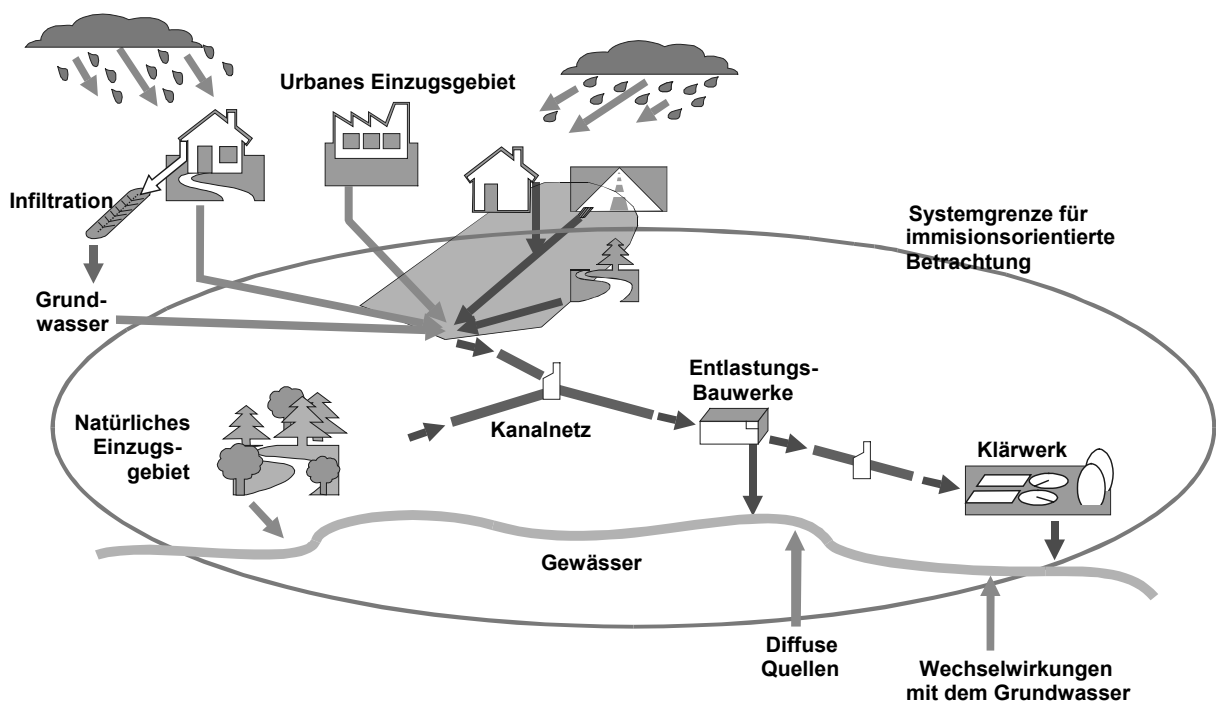 Urbanes Einzugsgebiet
Infiltration
Systemgrenze für
immisionsorientierte
Betrachtung
Grund-
wasser
Entlastungs-
Bauwerke
Natürliches
Einzugs-
gebiet
Kanalnetz
Klärwerk
Gewässer
Diffuse
Quellen
Wechselwirkungen
mit dem Grundwasser